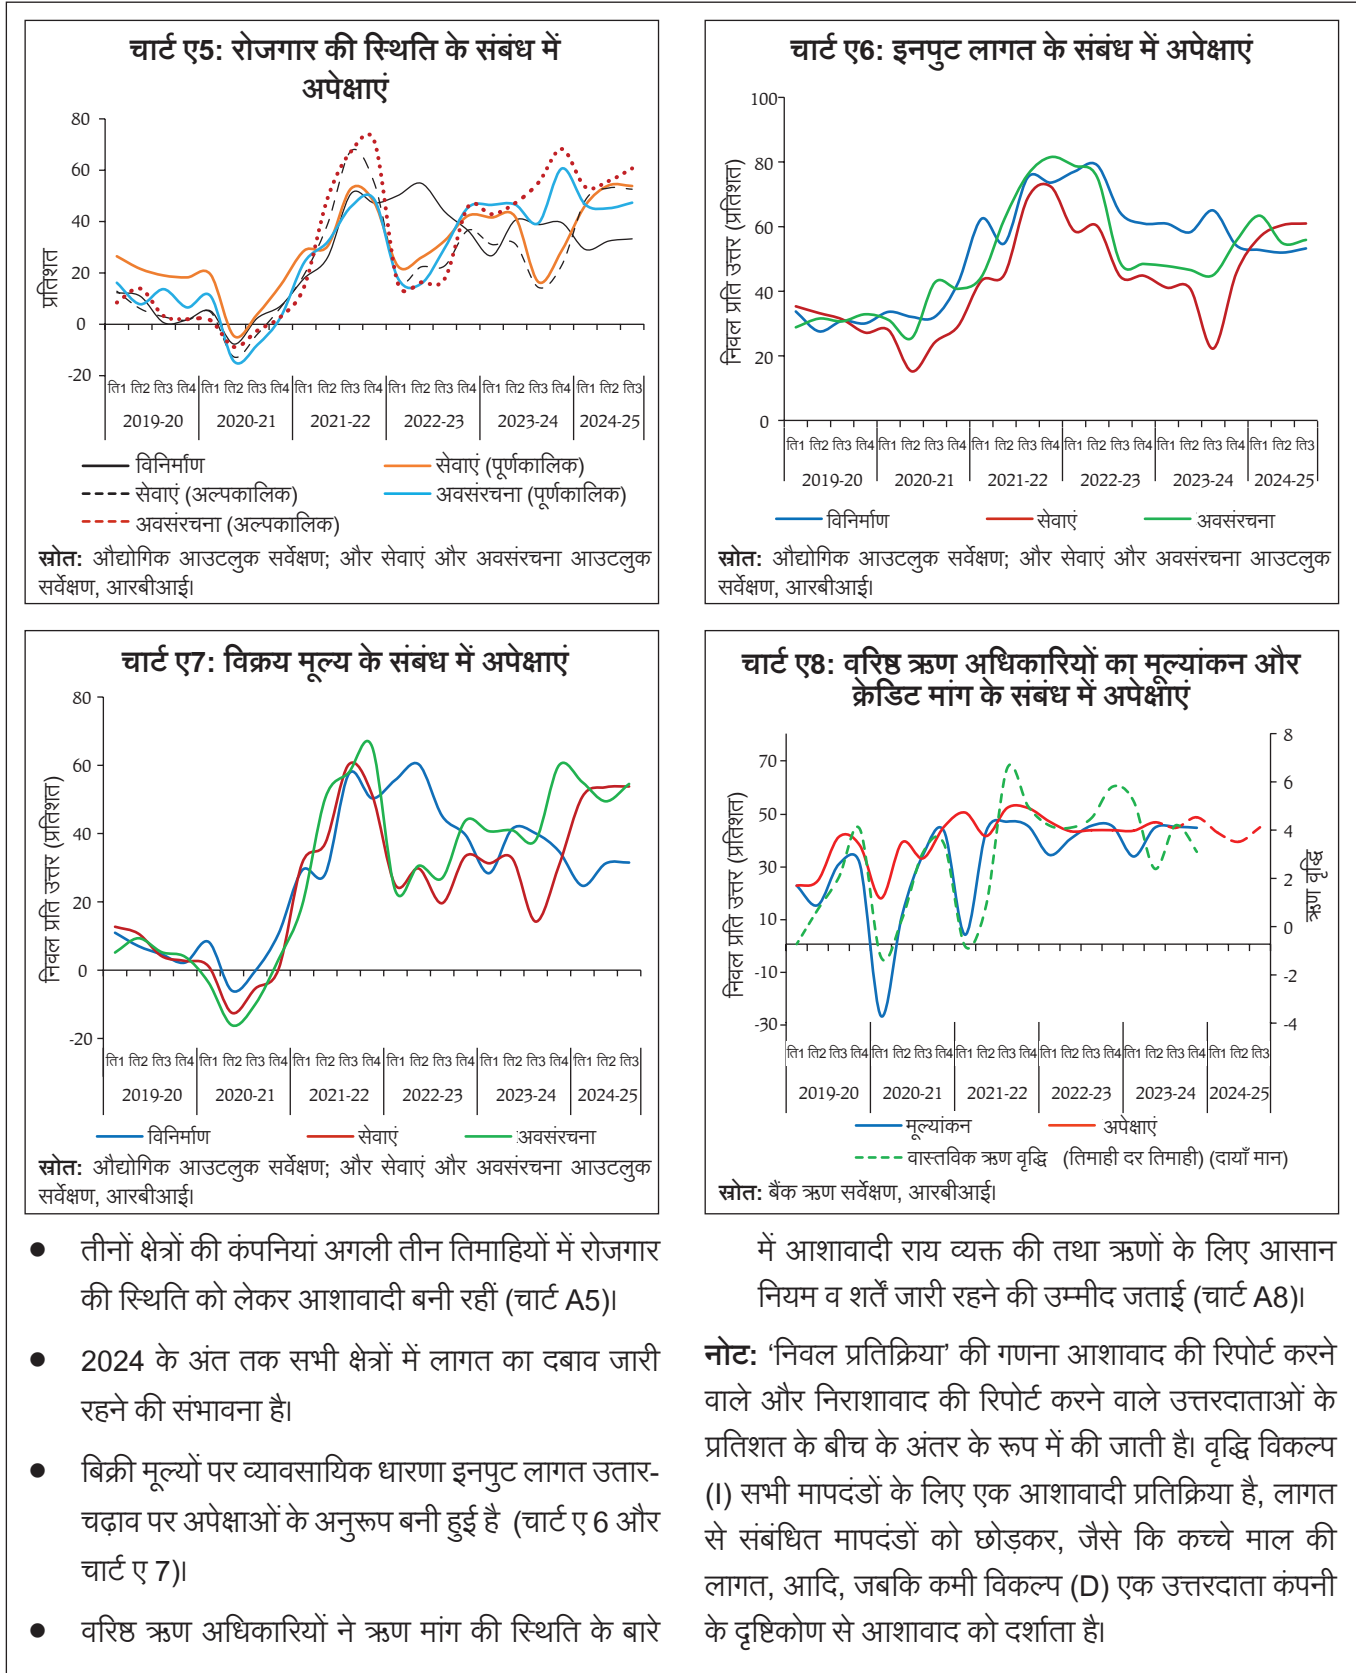 चार्ट ए5: रोजगार की स्थिति के संबंध में
अपेक्षाएं
प्रतिशत
80
60
40
20
0
-20
ति1 ति2 ति3 ति4 ति1 ति2 ति3 ति4 ति1 ति2 ति3 ति4 ति1 ति2 ति3 ति4 ति1 ति2 ति3 ति4 ति1 ति2 ति3
2019-20 2020-21 2021-22 2022-23 2023-24 2024-25
विनिर्माण सेवाएं (पूर्णकालिक)
सेवाएं (अल्पकालिक) अवसंरचना (पूर्णकालिक)
अवसंरचना (अल्पकालिक)
स्रोत: औद्योगिक आउटलुक सर्वेक्षण; और सेवाएं और अवसंरचना आउटलुक
सर्वेक्षण, आरबीआई।
चार्ट ए6: इनपुट लागत के संबंध में अपेक्षाएं
निवल प्रति उत्तर (प्रतिशत)
100
80
60
40
20
0
ति1 ति2 ति3 ति4 ति1 ति2 ति3 ति4 ति1 ति2 ति3 ति4 ति1 ति2 ति3 ति4 ति1 ति2 ति3 ति4 ति1 ति2 ति3
2019-20 2020-21 2021-22 2022-23 2023-24 2024-25
विनिर्माण सेवाएं अवसंरचना
स्रोत: औद्योगिक आउटलुक सर्वेक्षण; और सेवाएं और अवसंरचना आउटलुक
सर्वेक्षण, आरबीआई।
चार्ट ए7: विक्रय मूल्य के संबंध में अपेक्षाएं
निवल प्रति उत्तर (प्रतिशत)
80
60
40
20
0
-20
ति1 ति2 ति3 ति4 ति1 ति2 ति3 ति4 ति1 ति2 ति3 ति4 ति1 ति2 ति3 ति4 ति1 ति2 ति3 ति4 ति1 ति2 ति3
2019-20 2020-21 2021-22 2022-23 2023-24 2024-25
विनिर्माण सेवाएं अवसंरचना
स्रोत: औद्योगिक आउटलुक सर्वेक्षण; और सेवाएं और अवसंरचना आउटलुक
सर्वेक्षण, आरबीआई।
चार्ट ए8: वरिष्ठ ऋण अधिकारियों का मूल्यांकन और
क्रेडिट मांग के संबंध में अपेक्षाएं
निवल प्रति उत्तर (प्रतिशत)
70
50
30
10
-10
-30
8
6
4
2
0
-2
-4
ऋण वृद्धि
ति1 ति2 ति3 ति4 ति1 ति2 ति3 ति4 ति1 ति2 ति3 ति4 ति1 ति2 ति3 ति4 ति1 ति2 ति3 ति4 ति1 ति2 ति3
2019-20 2020-21 2021-22 2022-23 2023-24 2024-25
मूल्यांकन अपेक्षाएं
वास्तविक ऋण वृद्धि (तिमाही दर तिमाही) (दायाँ मान)
स्रोत: बैंक ऋण सर्वेक्षण, आरबीआई।
● तीनों क्षेत्रों की कंपनियां अगली तीन तिमाहियों में रोजगार
की स्थिति को लेकर आशावादी बनी रहीं (चार्ट A5)।
● 2024 के अंत तक सभी क्षेत्रों में लागत का दबाव जारी
रहने की संभावना है।
● बिक्री मूल्यों पर व्यावसायिक धारणा इनपुट लागत उतार-
चढ़ाव पर अपेक्षाओं के अनुरूप बनी हुई है (चार्ट ए 6 और
चार्ट ए 7)।
● वरिष्ठ ऋण अधिकारियों ने ऋण मांग की स्थिति के बारे
में आशावादी राय व्यक्त की तथा ऋणों के लिए आसान
नियम व शर्तें जारी रहने की उम्मीद जताई (चार्ट A8)।
नोट: ‘निवल प्रतिक्रिया’ की गणना आशावाद की रिपोर्ट करने
वाले और निराशावाद की रिपोर्ट करने वाले उत्तरदाताओं के
प्रतिशत के बीच के अंतर के रूप में की जाती है। वृद्धि विकल्प
(I) सभी मापदंडों के लिए एक आशावादी प्रतिक्रिया है, लागत
से संबंधित मापदंडों को छोड़कर, जैसे कि कच्चे माल की
लागत, आदि, जबकि कमी विकल्प (D) एक उत्तरदाता कंपनी
के दृष्टिकोण से आशावाद को दर्शाता है।